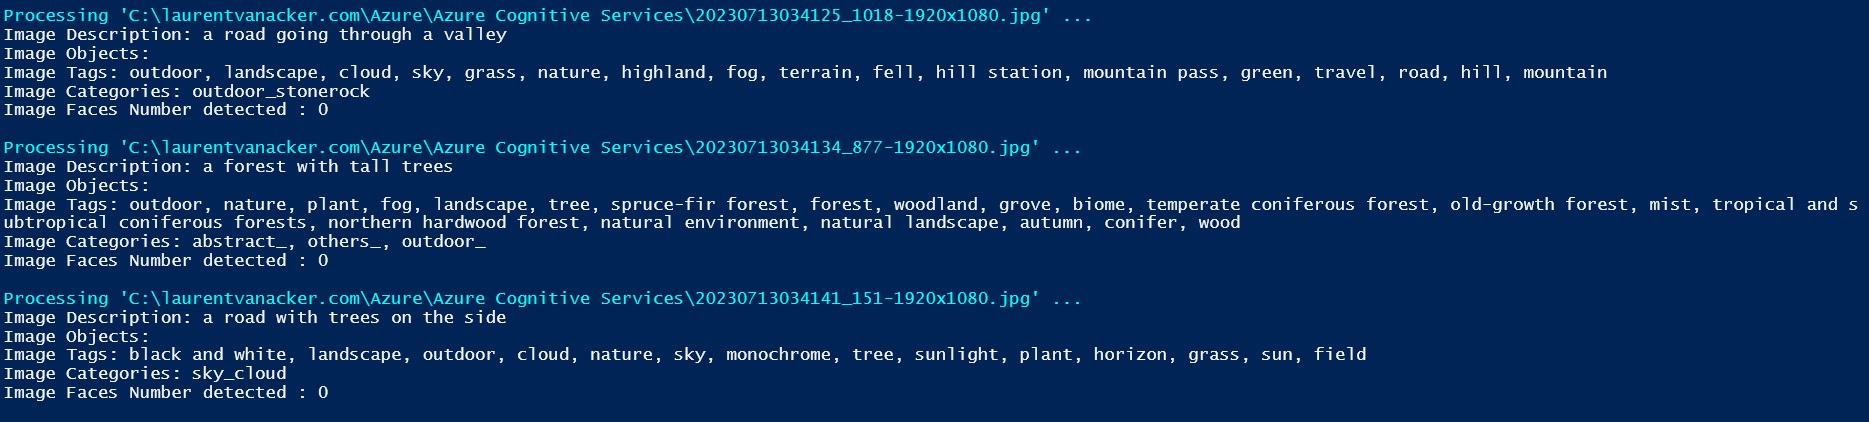 Processing 'C:\laurentvanacker.com\Azure\Azure Cognitive Services\20230713034125_1018-1920x1080.jpg' ...
Image Description: a road going through a valley
Image Objects:
Image Tags: outdoor, landscape, cloud, sky, grass, nature, highland, fog, terrain, fell, hill station, mountain pass, green, travel, road, hill, mountain
Image Categories: outdoor_stonerock
Image Faces Number detected : 0
Processing 'C:\laurentvanacker.com\Azure\Azure Cognitive Services\20230713034134_877-1920x1080.jpg' ...
Image Description: a forest with tall trees
Image Objects:
Image Tags: outdoor, nature, plant, fog, landscape, tree, spruce-fir forest, forest, woodland, grove, biome, temperate coniferous forest, old-growth forest, mist, tropical and s
ubtropical coniferous forests, northern hardwood forest, natural environment, natural landscape, autumn, conifer, wood
Image Categories: abstract_, others_, outdoor_
Image Faces Number detected : 0
Processing 'C:\laurentvanacker.com\Azure\Azure Cognitive Services\20230713034141_151-1920x1080.jpg' ...
Image Description: a road with trees on the side
Image Objects:
Image Tags: black and white, landscape, outdoor, cloud, nature, sky, monochrome, tree, sunlight, plant, horizon, grass, sun, field
Image Categories: sky_cloud
Image Faces Number detected : 0